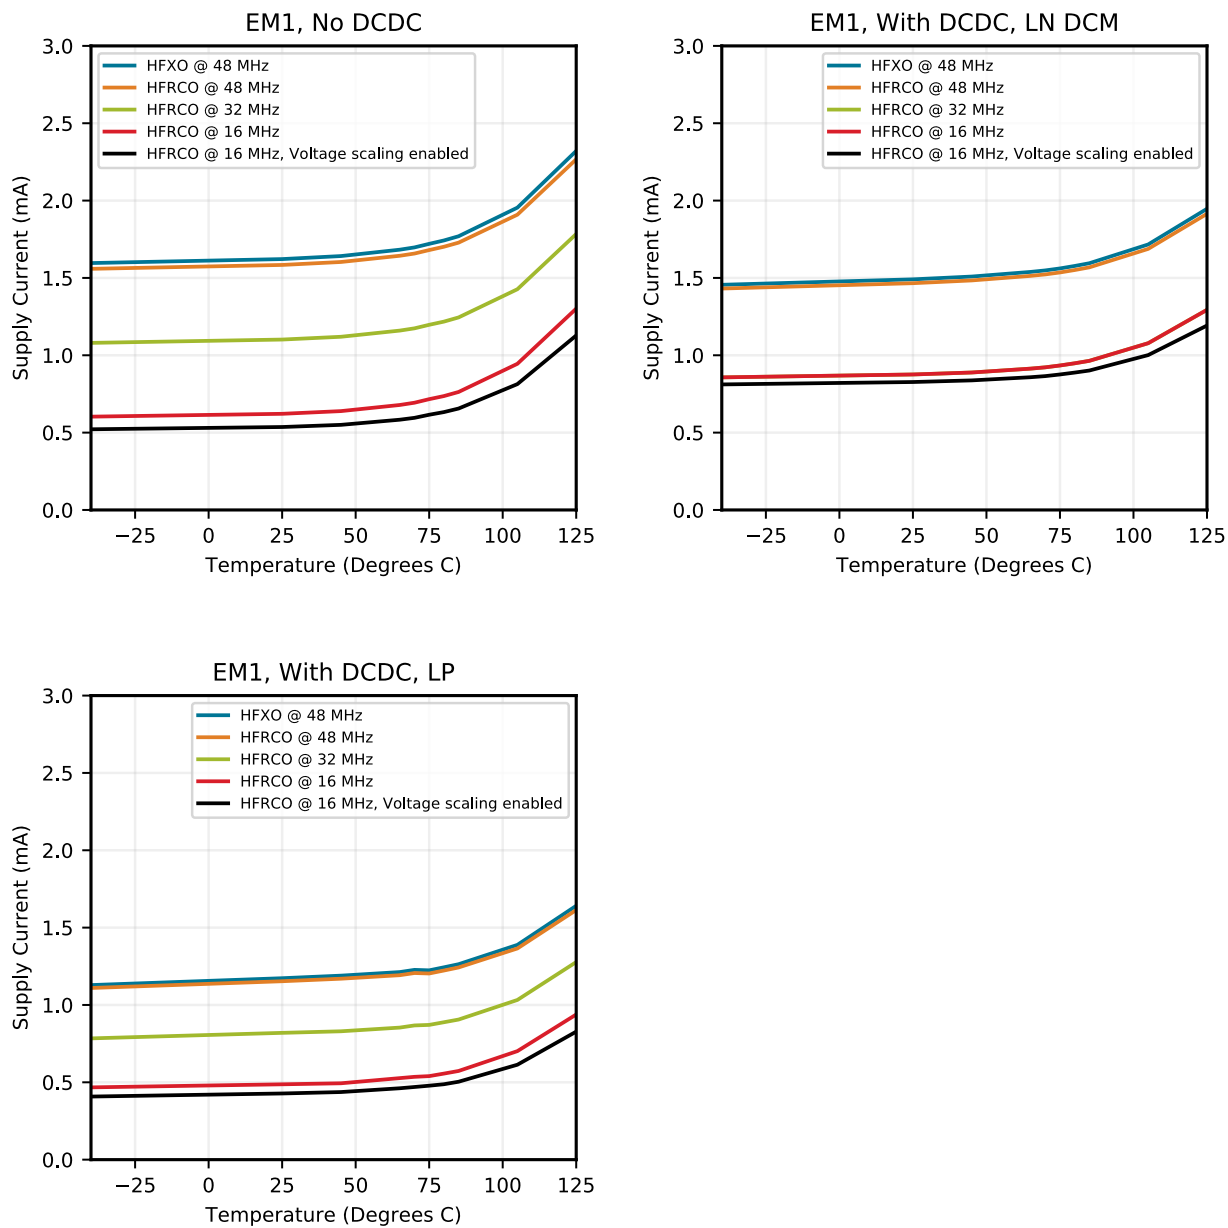 EM1, No DCDC
Supply Current (mA)
3.0
2.5
2.0
1.5
1.0
0.5
0.0
HFXO @ 48 MHz
HFRCO @ 48 MHz
HFRCO @ 32 MHz
HFRCO @ 16 MHz
HFRCO @ 16 MHz, Voltage scaling enabled
−25 0 25 50 75 100 125
Temperature (Degrees C)
EM1, With DCDC, LN DCM
Supply Current (mA)
3.0
2.5
2.0
1.5
1.0
0.5
0.0
HFXO @ 48 MHz
HFRCO @ 48 MHz
HFRCO @ 32 MHz
HFRCO @ 16 MHz
HFRCO @ 16 MHz, Voltage scaling enabled
−25 0 25 50 75 100 125
Temperature (Degrees C)
EM1, With DCDC, LP
Supply Current (mA)
3.0
2.5
2.0
1.5
1.0
0.5
0.0
HFXO @ 48 MHz
HFRCO @ 48 MHz
HFRCO @ 32 MHz
HFRCO @ 16 MHz
HFRCO @ 16 MHz, Voltage scaling enabled
−25 0 25 50 75 100 125
Temperature (Degrees C)